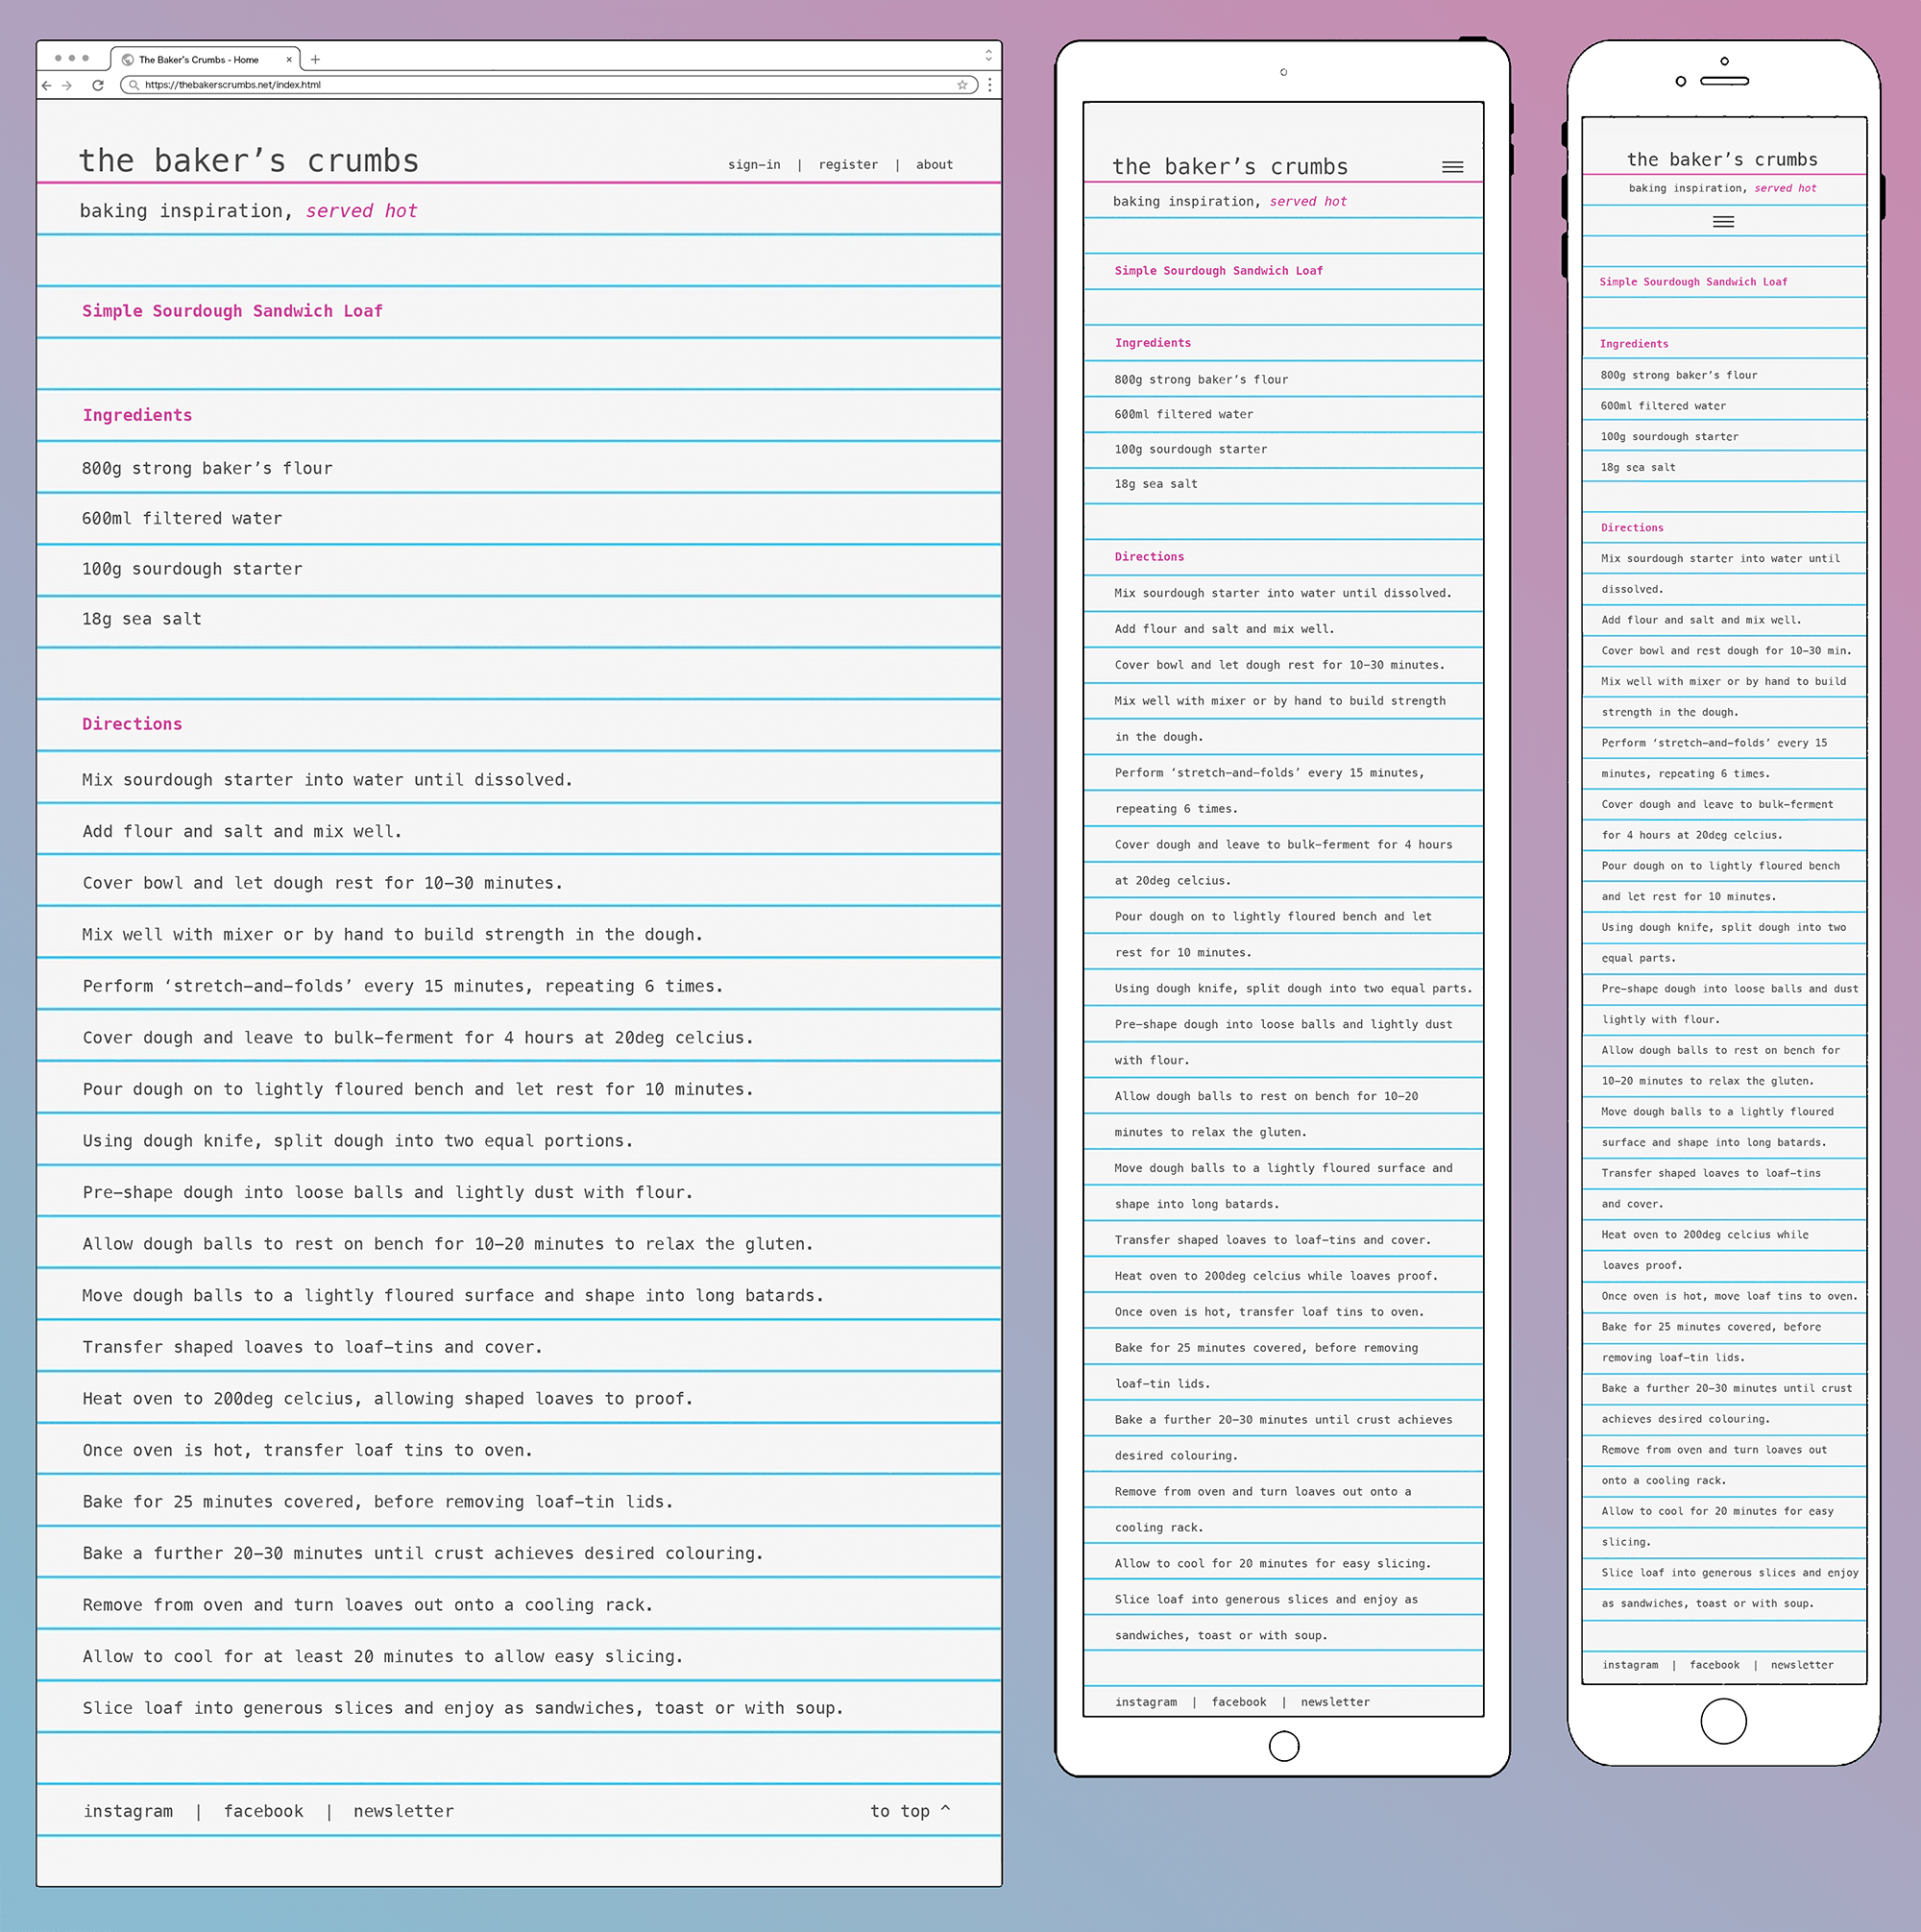 The Baker's Crumbs - Home
https://thebakerscrumbs.net/index.html
the baker’s crumbs
sign-in | register | about
baking inspiration, served hot
Simple Sourdough Sandwich Loaf
Ingredients
800g strong baker’s flour
600ml filtered water
100g sourdough starter
18g sea salt
Directions
Mix sourdough starter into water until dissolved.
Add flour and salt and mix well.
Cover bowl and let dough rest for 10-30 minutes.
Mix well with mixer or by hand to build strength in the dough.
Perform ‘stretch-and-folds’ every 15 minutes, repeating 6 times.
Cover dough and leave to bulk-ferment for 4 hours at 20deg celcius.
Pour dough on to lightly floured bench and let rest for 10 minutes.
Using dough knife, split dough into two equal portions.
Pre-shape dough into loose balls and lightly dust with flour.
Allow dough balls to rest on bench for 10-20 minutes to relax the gluten.
Move dough balls to a lightly floured surface and shape into long batards.
Transfer shaped loaves to loaf-tins and cover.
Heat oven to 200deg celcius, allowing shaped loaves to proof.
Once oven is hot, transfer loaf tins to oven.
Bake for 25 minutes covered, before removing loaf-tin lids.
Bake a further 20-30 minutes until crust achieves desired colouring.
Remove from oven and turn loaves out onto a cooling rack.
Allow to cool for at least 20 minutes to allow easy slicing.
Slice loaf into generous slices and enjoy as sandwiches, toast or with soup.
instagram | facebook | newsletter
to top ^
the baker’s crumbs
baking inspiration, served hot
Simple Sourdough Sandwich Loaf
Ingredients
800g strong baker’s flour
600ml filtered water
100g sourdough starter
18g sea salt
Directions
Mix sourdough starter into water until dissolved.
Add flour and salt and mix well.
Cover bowl and let dough rest for 10-30 minutes.
Mix well with mixer or by hand to build strength
in the dough.
Perform ‘stretch-and-folds’ every 15 minutes,
repeating 6 times.
Cover dough and leave to bulk-ferment for 4 hours
at 20deg celcius.
Pour dough on to lightly floured bench and let
rest for 10 minutes.
Using dough knife, split dough into two equal parts.
Pre-shape dough into loose balls and lightly dust
with flour.
Allow dough balls to rest on bench for 10-20
minutes to relax the gluten.
Move dough balls to a lightly floured surface and
shape into long batards.
Transfer shaped loaves to loaf-tins and cover.
Heat oven to 200deg celcius while loaves proof.
Once oven is hot, transfer loaf tins to oven.
Bake for 25 minutes covered, before removing
loaf-tin lids.
Bake a further 20-30 minutes until crust achieves
desired colouring.
Remove from oven and turn loaves out onto a
cooling rack.
Allow to cool for 20 minutes for easy slicing.
Slice loaf into generous slices and enjoy as
sandwiches, toast or with soup.
instagram | facebook | newsletter
the baker’s crumbs
baking inspiration, served hot
Simple Sourdough Sandwich Loaf
Ingredients
800g strong baker’s flour
600ml filtered water
100g sourdough starter
18g sea salt
Directions
Mix sourdough starter into water until
dissolved.
Add flour and salt and mix well.
Cover bowl and rest dough for 10-30 min.
Mix well with mixer or by hand to build
strength in the dough.
Perform ‘stretch-and-folds’ every 15
minutes, repeating 6 times.
Cover dough and leave to bulk-ferment
for 4 hours at 20deg celcius.
Pour dough on to lightly floured bench
and let rest for 10 minutes.
Using dough knife, split dough into two
equal parts.
Pre-shape dough into loose balls and dust
lightly with flour.
Allow dough balls to rest on bench for
10-20 minutes to relax the gluten.
Move dough balls to a lightly floured
surface and shape into long batards.
Transfer shaped loaves to loaf-tins
and cover.
Heat oven to 200deg celcius while
loaves proof.
Once oven is hot, move loaf tins to oven.
Bake for 25 minutes covered, before
removing loaf-tin lids.
Bake a further 20-30 minutes until crust
achieves desired colouring.
Remove from oven and turn loaves out
onto a cooling rack.
Allow to cool for 20 minutes for easy
slicing.
Slice loaf into generous slices and enjoy
as sandwiches, toast or with soup.
instagram | facebook | newsletter